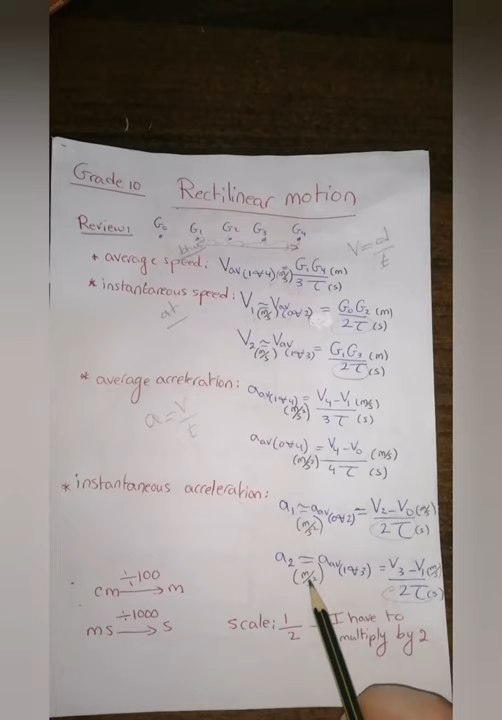 Grade 10 Rectilinear motion
Review: G₀ G₁ G₂ G₃ G₄
V = d/t
* average speed: Vav(1→4)(m/s) = G₁G₄(m) / 3τ(s)
* instantaneous speed: V₁(m/s) ≃ Vav(0→2) = G₀G₂(m) / 2τ(s)
at
V₂(m/s) ≃ Vav(1→3) = G₁G₃(m) / 2τ(s)
* average acceleration: aav(1→4)(m/s²) = V₄-V₁(m/s) / 3τ(s)
a = V/t
aav(0→4)(m/s²) = V₄-V₀(m/s) / 4τ(s)
* instantaneous acceleration:
a₁(m/s²) ≃ aav(0→2) = V₂-V₀(m/s) / 2τ(s)
a₂(m/s²) ≃ aav(1→3) = V₃-V₁(m/s) / 2τ(s)
cm ÷100→ m
ms ÷1000→ s
scale: 1/2 → I have to
multiply by 2